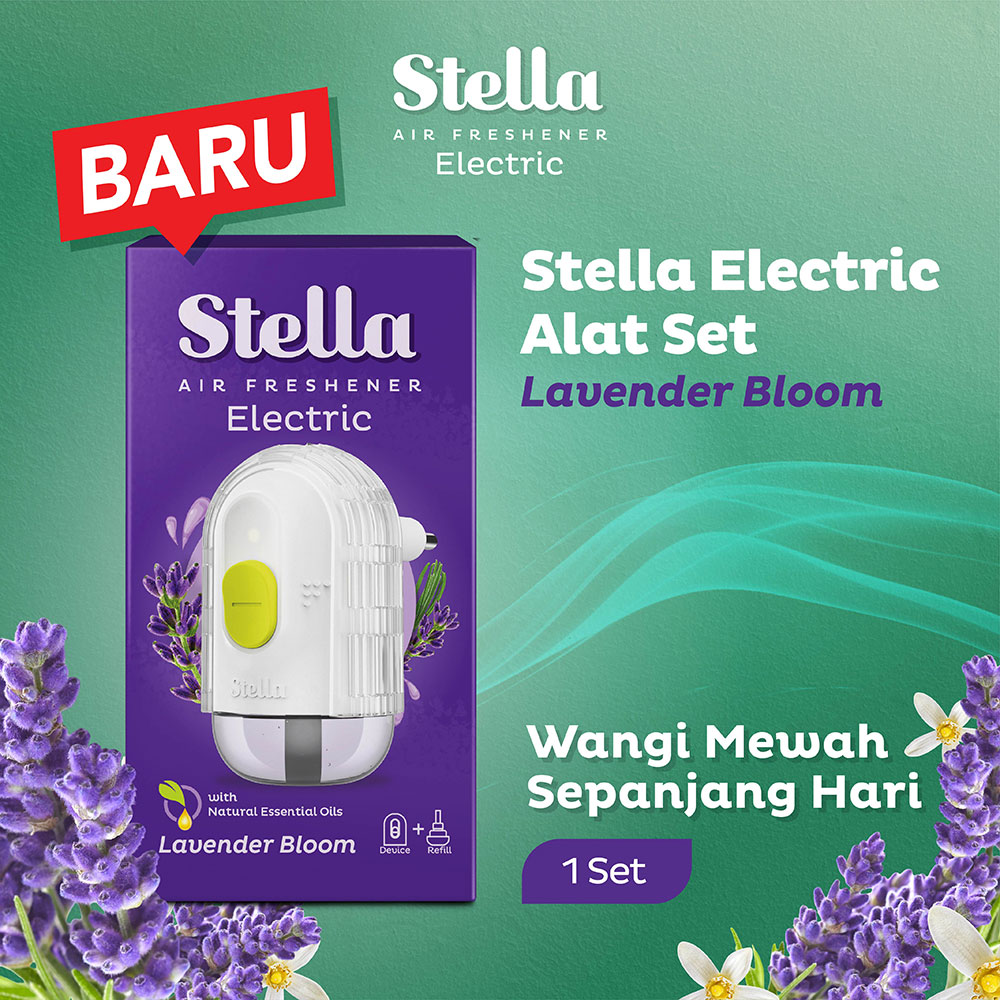 Stella
AIR FRESHENER
Electric
BARU
Stella
AIR FRESHENER
Electric
Stella
with
Natural Essential Oils
Lavender Bloom
Device + Refill
Stella Electric
Alat Set
Lavender Bloom
Wangi Mewah
Sepanjang Hari
1 Set